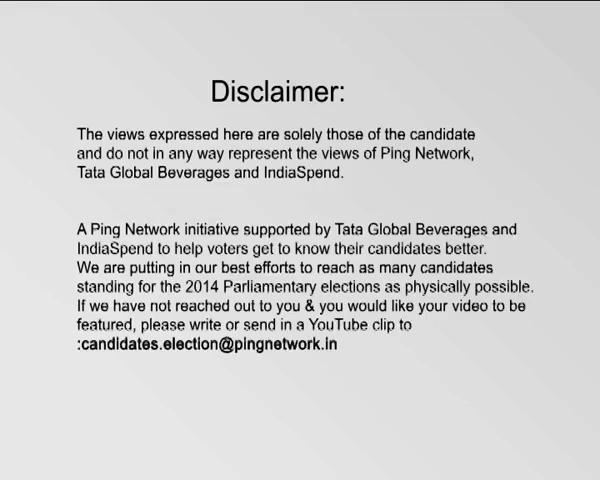 Disclaimer:
The views expressed here are solely those of the candidate
and do not in any way represent the views of Ping Network,
Tata Global Beverages and IndiaSpend.
A Ping Network initiative supported by Tata Global Beverages and
IndiaSpend to help voters get to know their candidates better.
We are putting in our best efforts to reach as many candidates
standing for the 2014 Parliamentary elections as physically possible.
If we have not reached out to you & you would like your video to be
featured, please write or send in a YouTube clip to
:candidates.election@pingnetwork.in